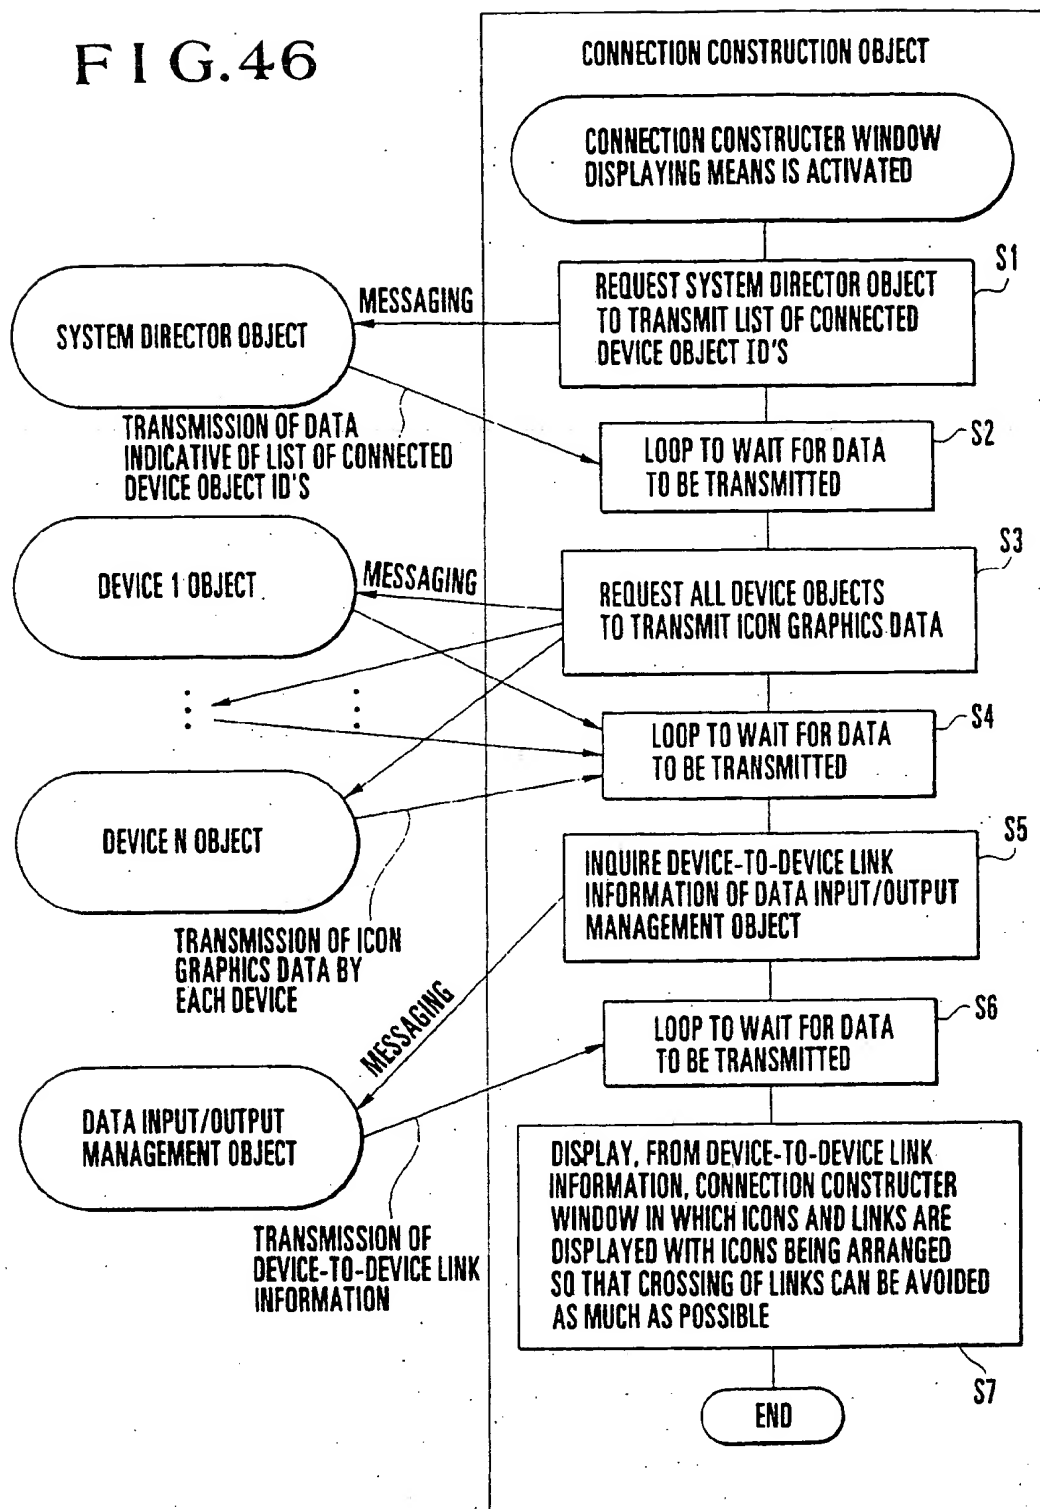 FIG.46
CONNECTION CONSTRUCTION OBJECT
CONNECTION CONSTRUCTER WINDOW
DISPLAYING MEANS IS ACTIVATED
S1
REQUEST SYSTEM DIRECTOR OBJECT
TO TRANSMIT LIST OF CONNECTED
DEVICE OBJECT ID'S
MESSAGING
SYSTEM DIRECTOR OBJECT
TRANSMISSION OF DATA
INDICATIVE OF LIST OF CONNECTED
DEVICE OBJECT ID'S
S2
LOOP TO WAIT FOR DATA
TO BE TRANSMITTED
S3
DEVICE 1 OBJECT
MESSAGING
REQUEST ALL DEVICE OBJECTS
TO TRANSMIT ICON GRAPHICS DATA
S4
LOOP TO WAIT FOR DATA
TO BE TRANSMITTED
DEVICE N OBJECT
S5
INQUIRE DEVICE-TO-DEVICE LINK
INFORMATION OF DATA INPUT/OUTPUT
MANAGEMENT OBJECT
TRANSMISSION OF ICON
GRAPHICS DATA BY
EACH DEVICE
MESSAGING
S6
LOOP TO WAIT FOR DATA
TO BE TRANSMITTED
DATA INPUT/OUTPUT
MANAGEMENT OBJECT
TRANSMISSION OF
DEVICE-TO-DEVICE LINK
INFORMATION
DISPLAY, FROM DEVICE-TO-DEVICE LINK
INFORMATION, CONNECTION CONSTRUCTER
WINDOW IN WHICH ICONS AND LINKS ARE
DISPLAYED WITH ICONS BEING ARRANGED
SO THAT CROSSING OF LINKS CAN BE AVOIDED
AS MUCH AS POSSIBLE
S7
END